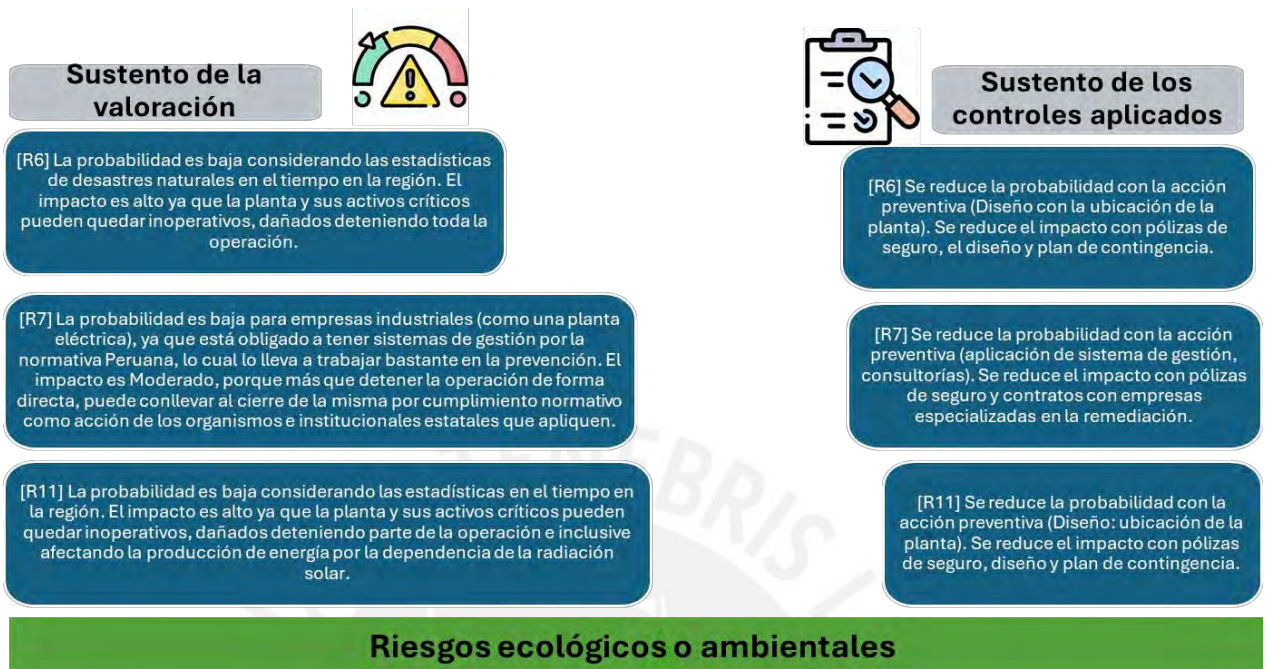 Sustento de la
valoración
[R6] La probabilidad es baja considerando las estadísticas
de desastres naturales en el tiempo en la región. El
impacto es alto ya que la planta y sus activos críticos
pueden quedar inoperativos, dañados deteniendo toda la
operación.
[R7] La probabilidad es baja para empresas industriales (como una planta
eléctrica), ya que está obligado a tener sistemas de gestión por la
normativa Peruana, lo cual lo lleva a trabajar bastante en la prevención. El
impacto es Moderado, porque más que detener la operación de forma
directa, puede conllevar al cierre de la misma por cumplimiento normativo
como acción de los organismos e institucionales estatales que apliquen.
[R11] La probabilidad es baja considerando las estadísticas en el tiempo en
la región. El impacto es alto ya que la planta y sus activos críticos pueden
quedar inoperativos, dañados deteniendo parte de la operación e inclusive
afectando la producción de energía por la dependencia de la radiación
solar.
Sustento de los
controles aplicados
[R6] Se reduce la probabilidad con la acción
preventiva (Diseño con la ubicación de la
planta). Se reduce el impacto con pólizas de
seguro, el diseño y plan de contingencia.
[R7] Se reduce la probabilidad con la acción
preventiva (aplicación de sistema de gestión,
consultorías). Se reduce el impacto con pólizas
de seguro y contratos con empresas
especializadas en la remediación.
[R11] Se reduce la probabilidad con la
acción preventiva (Diseño: ubicación de la
planta). Se reduce el impacto con pólizas
de seguro, diseño y plan de contingencia.
Riesgos ecológicos o ambientales